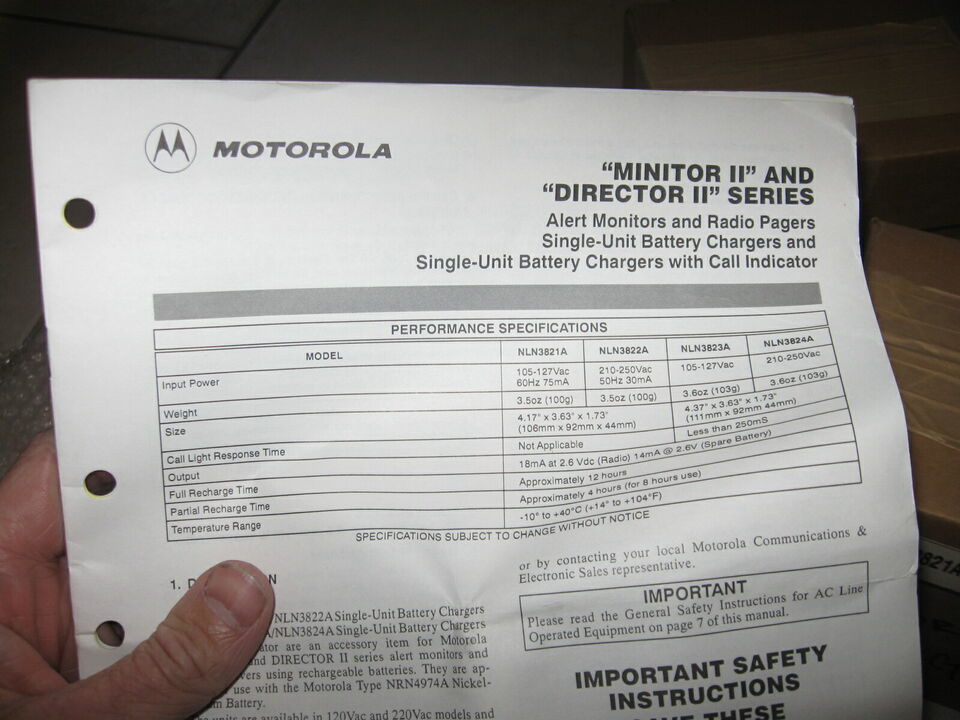 MOTOROLA
“MINITOR II” AND
“DIRECTOR II” SERIES
Alert Monitors and Radio Pagers
Single-Unit Battery Chargers and
Single-Unit Battery Chargers with Call Indicator
PERFORMANCE SPECIFICATIONS
MODEL NLN3821A NLN3822A NLN3823A NLN3824A
Input Power 105-127Vac 210-250Vac 105-127Vac 210-250Vac
60Hz 75mA 50Hz 30mA
Weight 3.5oz (100g) 3.5oz (100g) 3.6oz (103g) 3.6oz (103g)
Size 4.17" x 3.63" x 1.73" 4.37" x 3.63" x 1.73"
(106mm x 92mm x 44mm) (111mm x 92mm 44mm)
Call Light Response Time Not Applicable Less than 250mS
Output 18mA at 2.6 Vdc (Radio) 14mA @ 2.6V (Spare Battery)
Full Recharge Time Approximately 12 hours
Partial Recharge Time Approximately 4 hours (for 8 hours use)
Temperature Range -10° to +40°C (+14° to +104°F)
SPECIFICATIONS SUBJECT TO CHANGE WITHOUT NOTICE
1. D
N
NLN3822A Single-Unit Battery Chargers
A/NLN3824A Single-Unit Battery Chargers
ator are an accessory item for Motorola
and DIRECTOR II series alert monitors and
vers using rechargeable batteries. They are ap-
use with the Motorola Type NRN4974A Nickel-
m Battery.
he units are available in 120Vac and 220Vac models and
or by contacting your local Motorola Communications &
Electronic Sales representative.
IMPORTANT
Please read the General Safety Instructions for AC Line
Operated Equipment on page 7 of this manual.
IMPORTANT SAFETY
INSTRUCTIONS
THESE
3821A